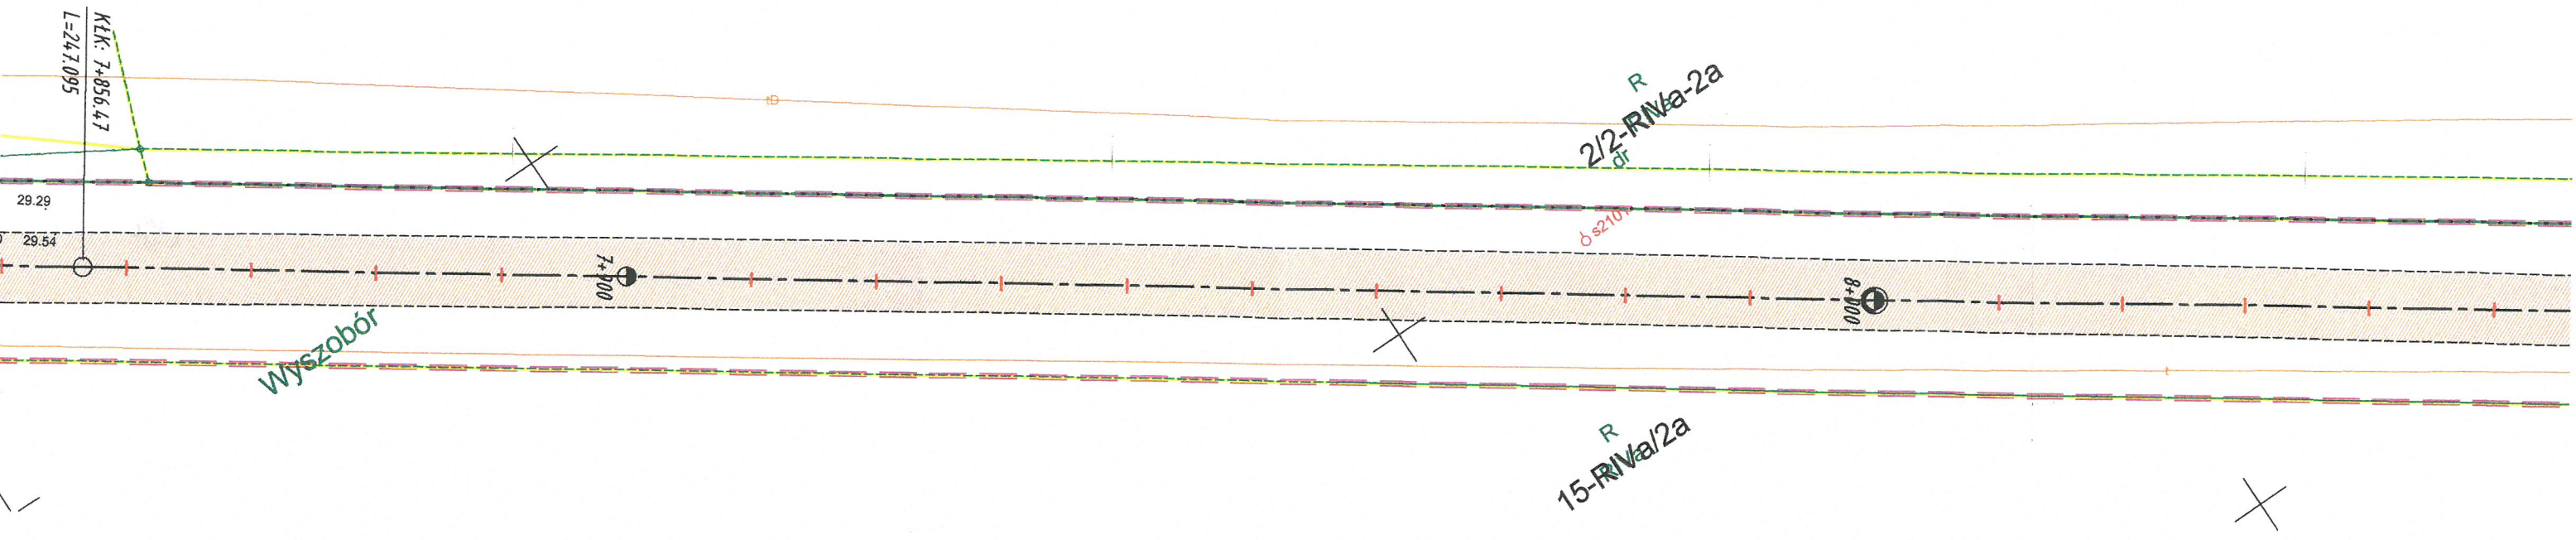 KŁK: 7+856.47
L=247.095
tD
R
2/2-RIVa-2a
dr
29.29
29.54
7+900
8+000
Wyszobór
t
R
15-RIVa/2a